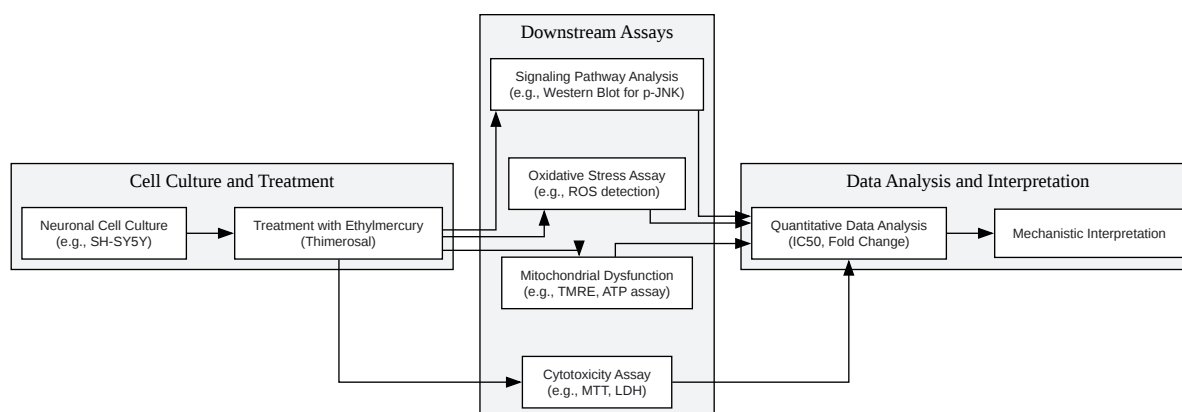 Downstream Assays
Signaling Pathway Analysis
(e.g., Western Blot for p-JNK)
Oxidative Stress Assay
(e.g., ROS detection)
Mitochondrial Dysfunction
(e.g., TMRE, ATP assay)
Cytotoxicity Assay
(e.g., MTT, LDH)
Cell Culture and Treatment
Neuronal Cell Culture
(e.g., SH-SY5Y)
Treatment with Ethylmercury
(Thimerosal)
Data Analysis and Interpretation
Quantitative Data Analysis
(IC50, Fold Change)
Mechanistic Interpretation